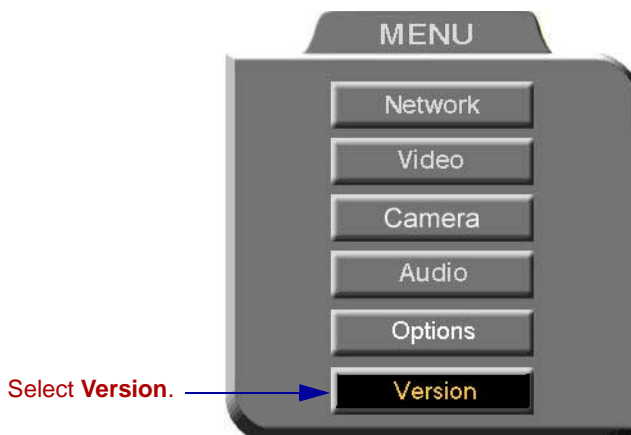 MENU
Network
Video
Camera
Audio
Options
Select Version.
Version